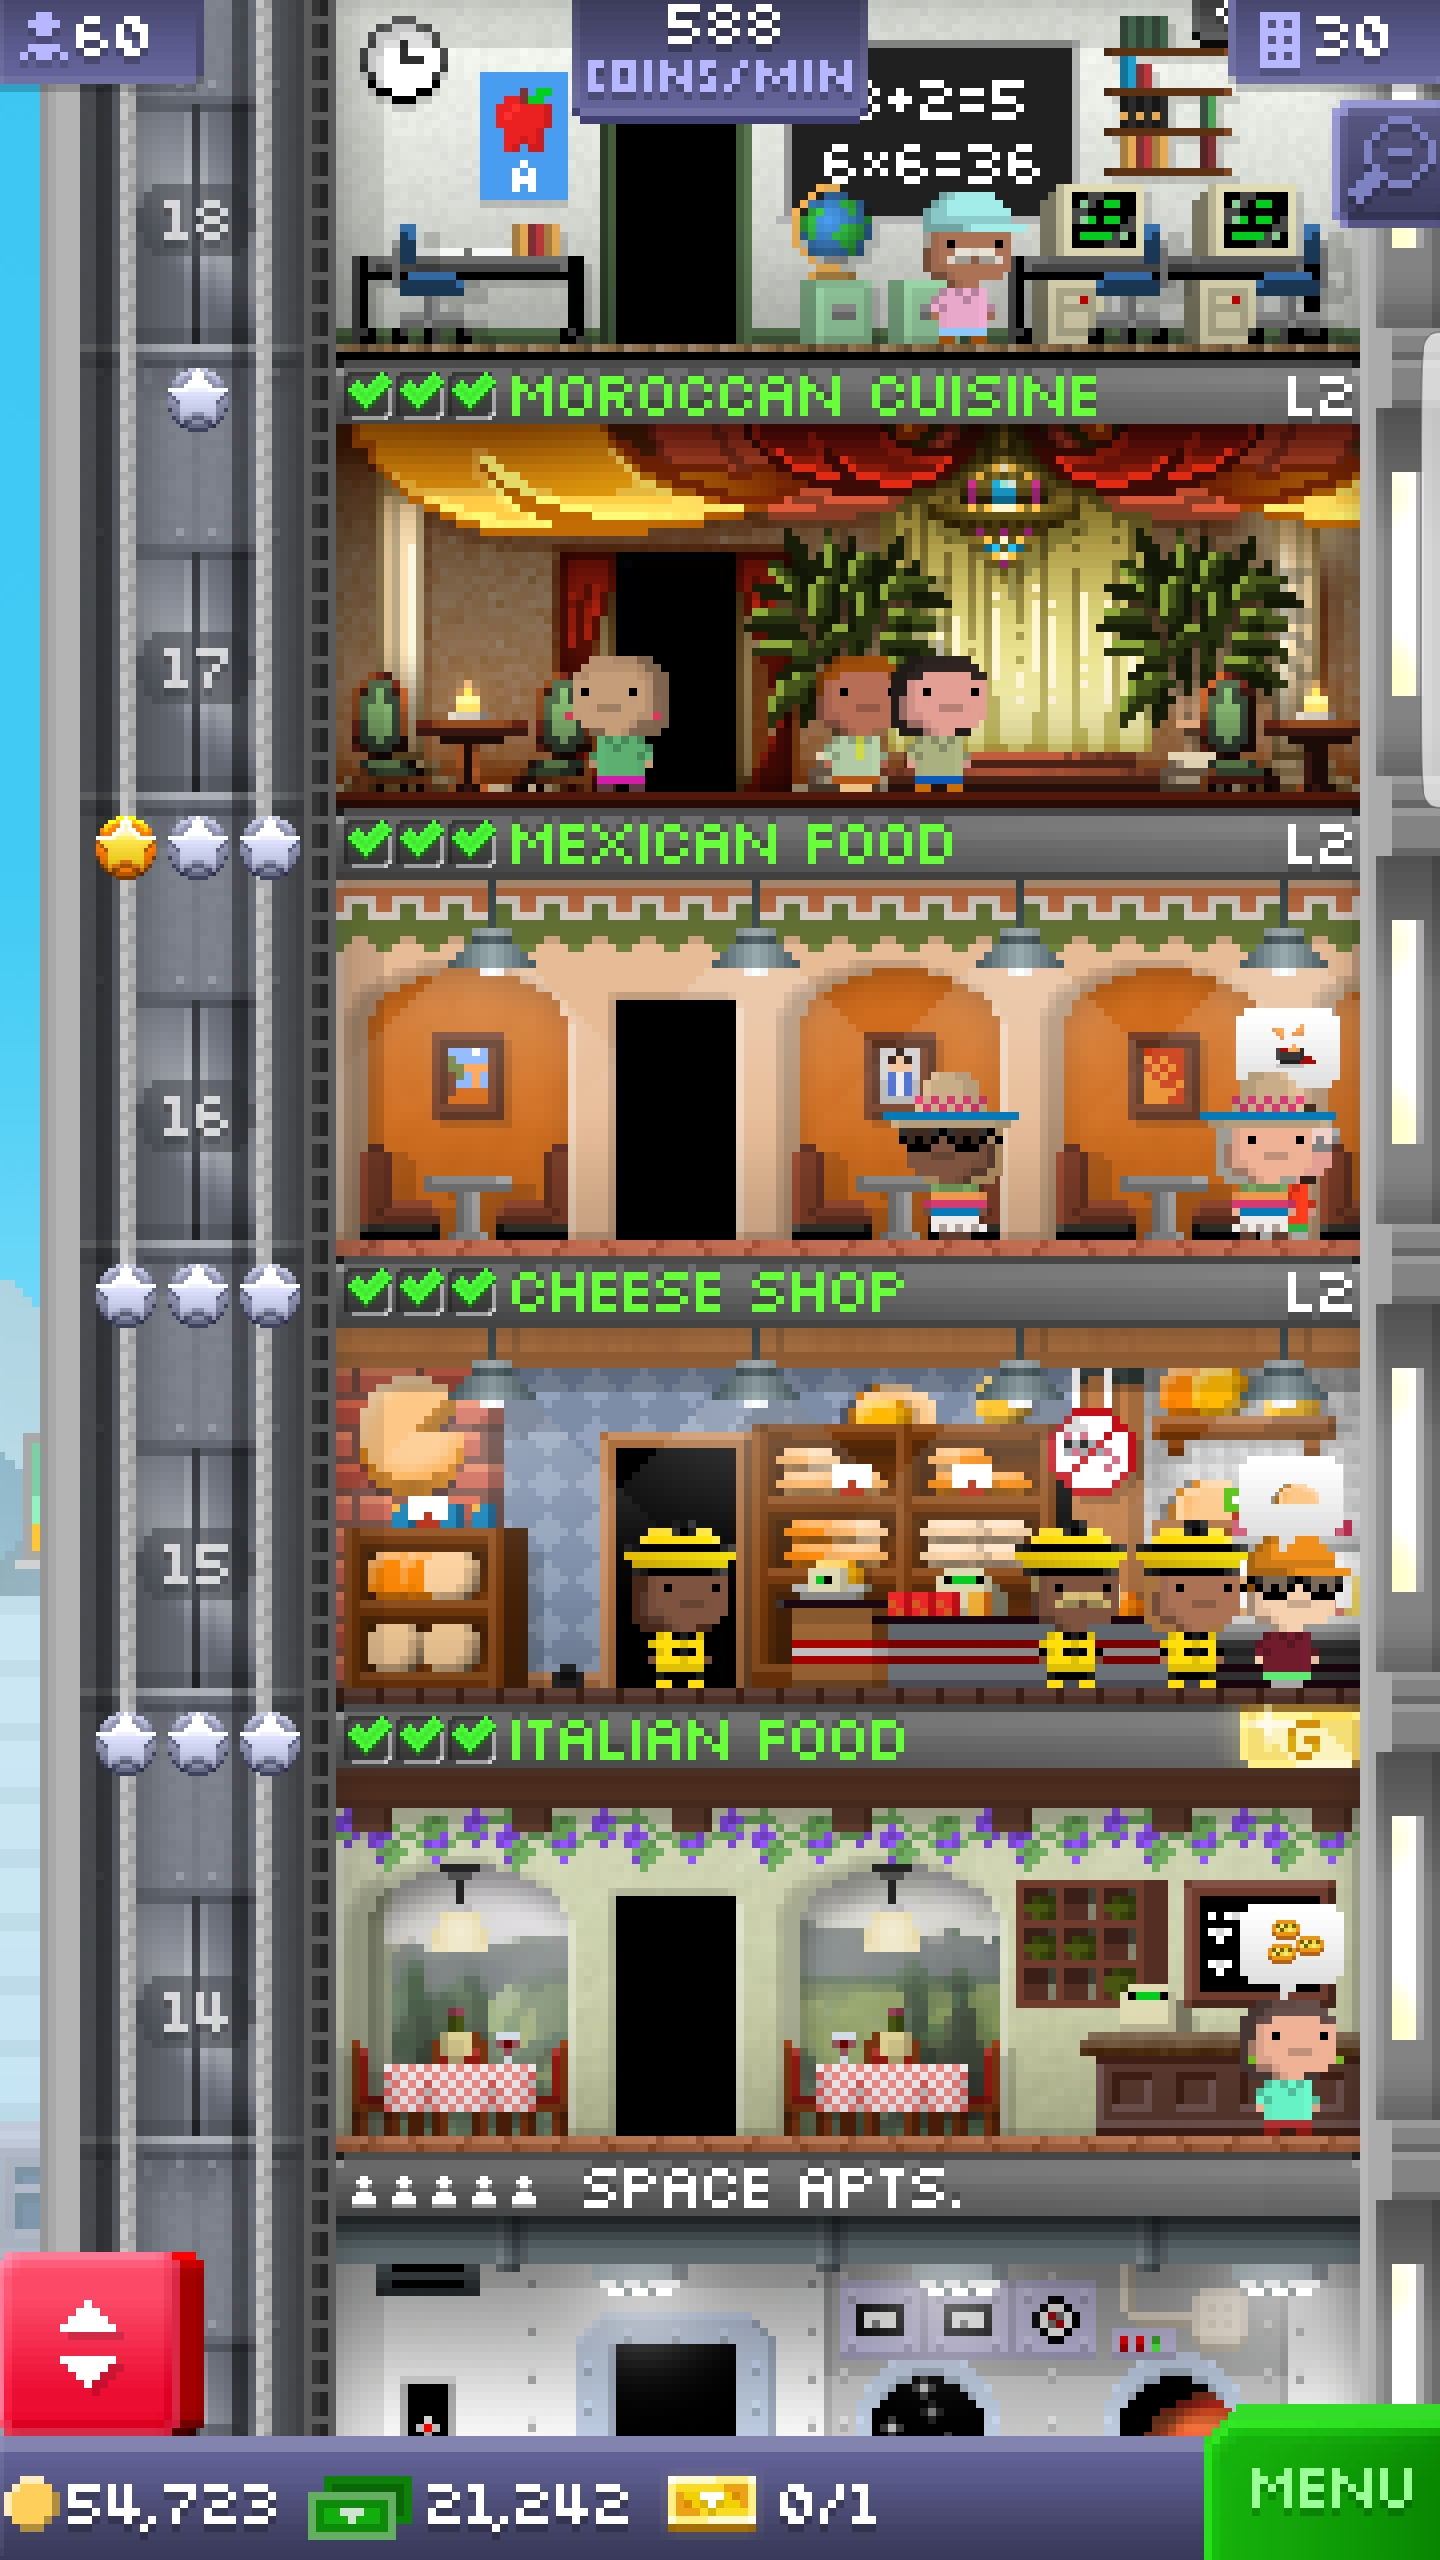 60
588
COINS/MIN
30
A
+2=5
6×6=36
18
MOROCCAN CUISINE L2
17
MEXICAN FOOD L2
16
CHEESE SHOP L2
15
ITALIAN FOOD G
14
SPACE APTS.
54,723 21,242 0/1
MENU